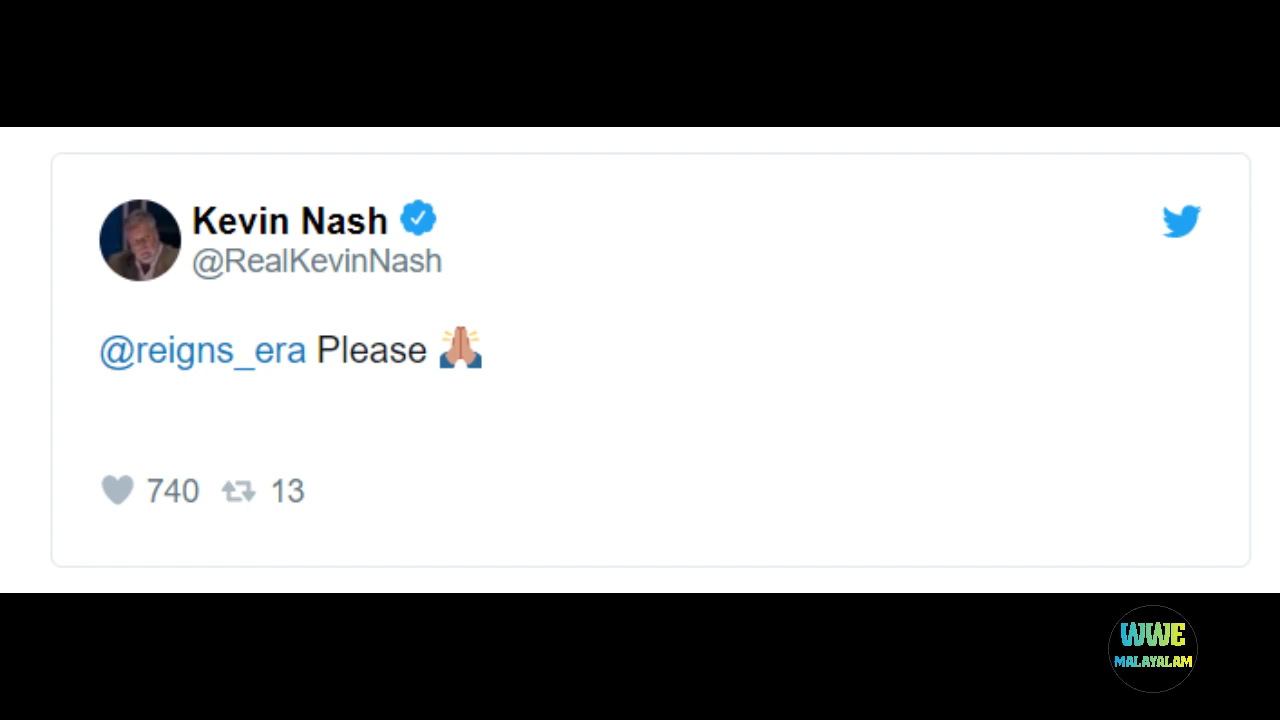 Kevin Nash
@RealKevinNash
@reigns_era Please 🙏
740 13
WWE
MALAYALAM